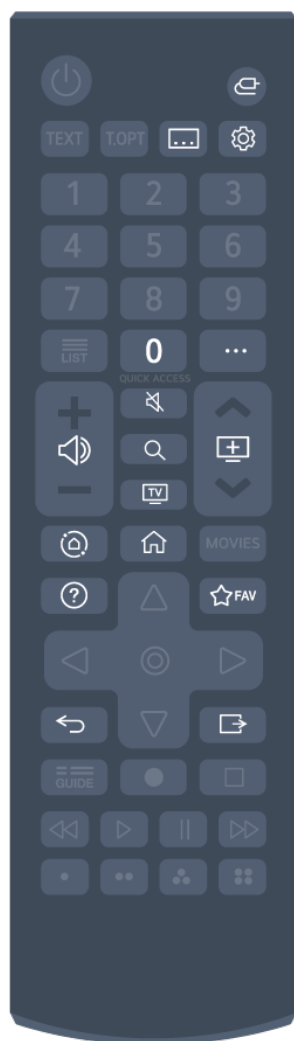 TEXT T.OPT
1 2 3
4 5 6
7 8 9
LIST 0
QUICK ACCESS
TV
MOVIES
FAV
GUIDE